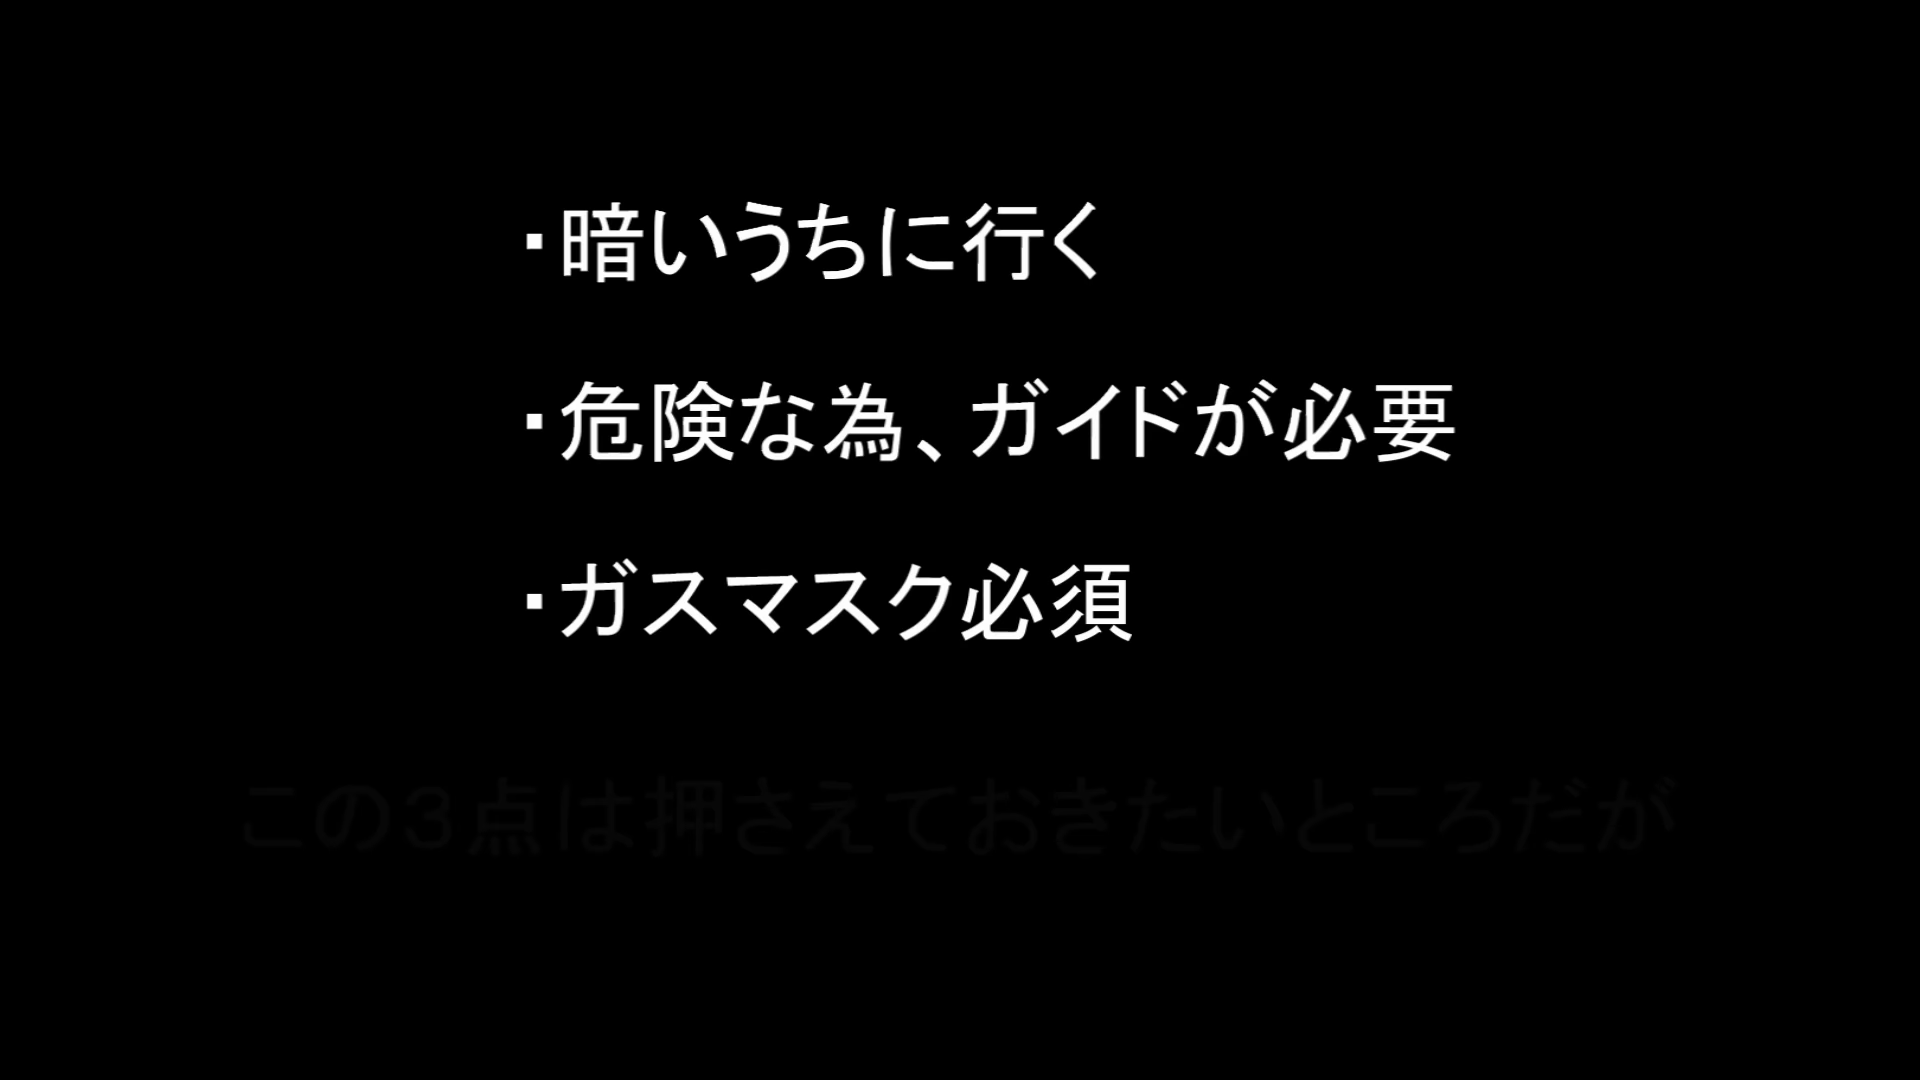 ・暗いうちに行く
・危険な為、ガイドが必要
・ガスマスク必須
この３点は押さえておきたいところだが